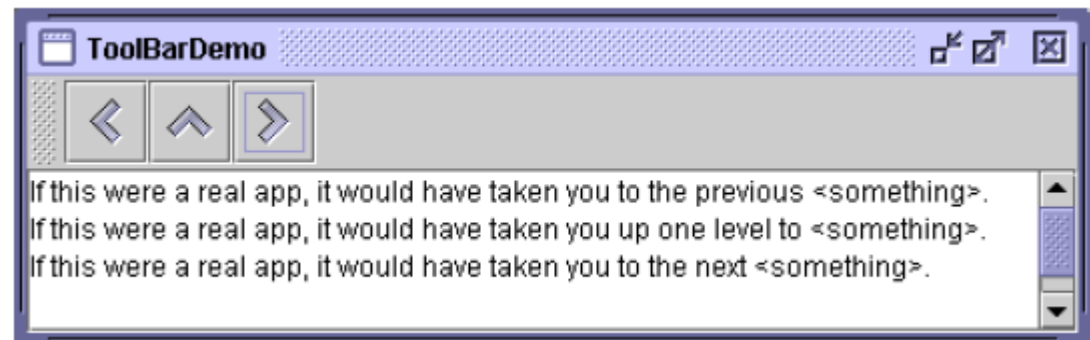 ToolBarDemo
If this were a real app, it would have taken you to the previous <something>.
If this were a real app, it would have taken you up one level to <something>.
If this were a real app, it would have taken you to the next <something>.